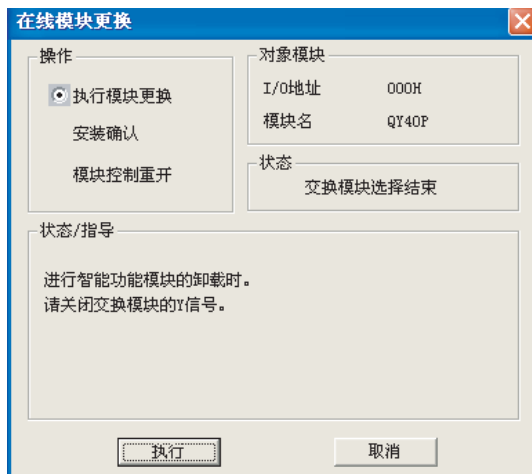 在线模块更换
操作
执行模块更换
安装确认
模块控制重开
对象模块
I/O地址 000H
模块名 QY40P
状态
交换模块选择结束
状态/指导
进行智能功能模块的卸载时。
请关闭交换模块的Y信号。
执行
取消